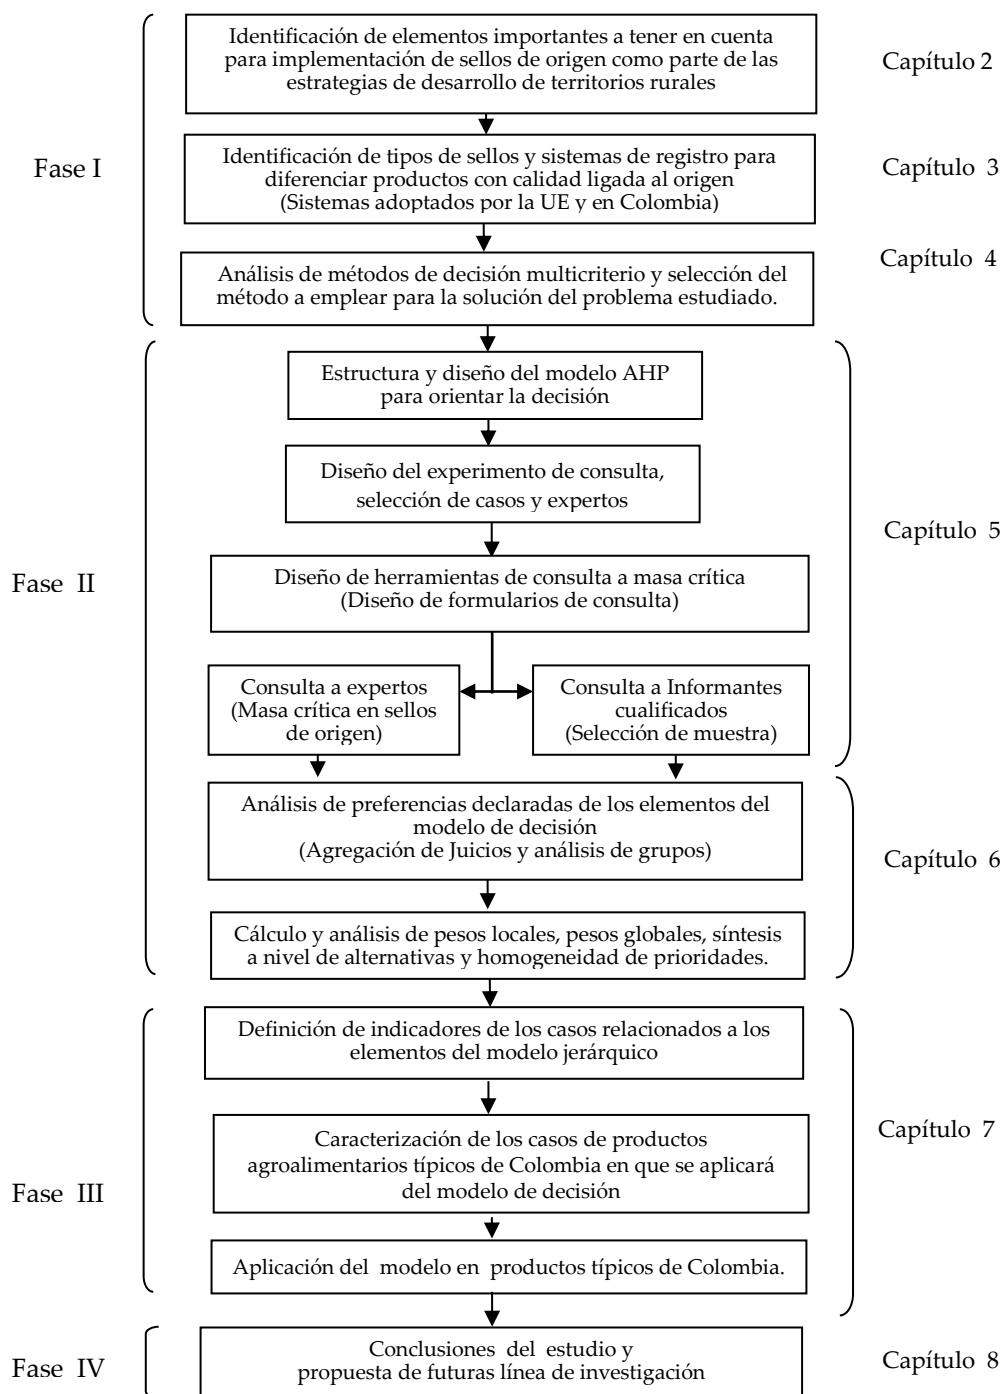 Identificación de elementos importantes a tener en cuenta
para implementación de sellos de origen como parte de las
estrategias de desarrollo de territorios rurales
Capítulo 2
Fase I
Identificación de tipos de sellos y sistemas de registro para
diferenciar productos con calidad ligada al origen
(Sistemas adoptados por la UE y en Colombia)
Capítulo 3
Análisis de métodos de decisión multicriterio y selección del
método a emplear para la solución del problema estudiado.
Capítulo 4
Estructura y diseño del modelo AHP
para orientar la decisión
Diseño del experimento de consulta,
selección de casos y expertos
Capítulo 5
Fase II
Diseño de herramientas de consulta a masa crítica
(Diseño de formularios de consulta)
Consulta a expertos
(Masa crítica en sellos
de origen)
Consulta a Informantes
cualificados
(Selección de muestra)
Análisis de preferencias declaradas de los elementos del
modelo de decisión
(Agregación de Juicios y análisis de grupos)
Capítulo 6
Cálculo y análisis de pesos locales, pesos globales, síntesis
a nivel de alternativas y homogeneidad de prioridades.
Definición de indicadores de los casos relacionados a los
elementos del modelo jerárquico
Capítulo 7
Caracterización de los casos de productos
agroalimentarios típicos de Colombia en que se aplicará
del modelo de decisión
Fase III
Aplicación del modelo en productos típicos de Colombia.
Conclusiones del estudio y
propuesta de futuras línea de investigación
Fase IV
Capítulo 8